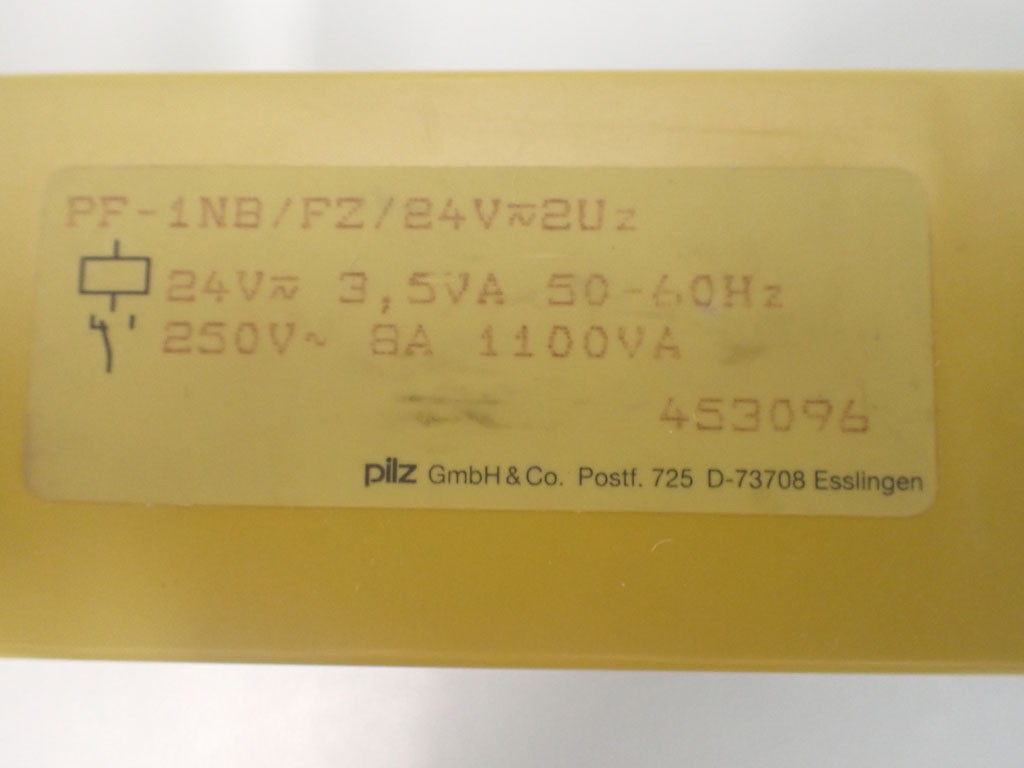 PF-1NB/FZ/24V≂2Uz
24V≂ 3,5VA 50-60Hz
250V~ 8A 1100VA
453096
pilz GmbH & Co. Postf. 725 D-73708 Esslingen